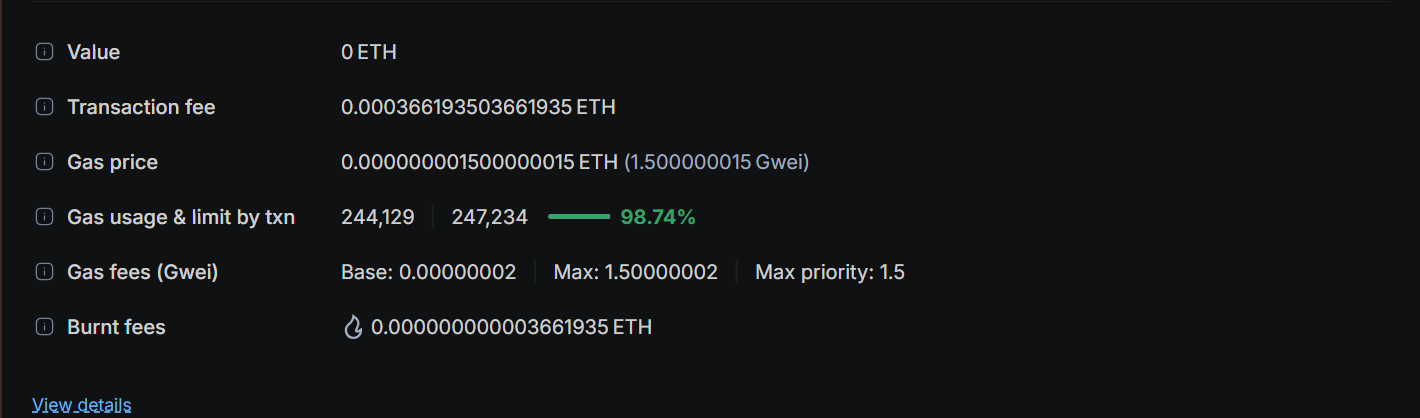 Value 0 ETH
Transaction fee 0.000366193503661935 ETH
Gas price 0.000000001500000015 ETH (1.500000015 Gwei)
Gas usage & limit by txn 244,129 247,234 98.74%
Gas fees (Gwei) Base: 0.00000002 Max: 1.50000002 Max priority: 1.5
Burnt fees 0.000000000003661935 ETH
View details